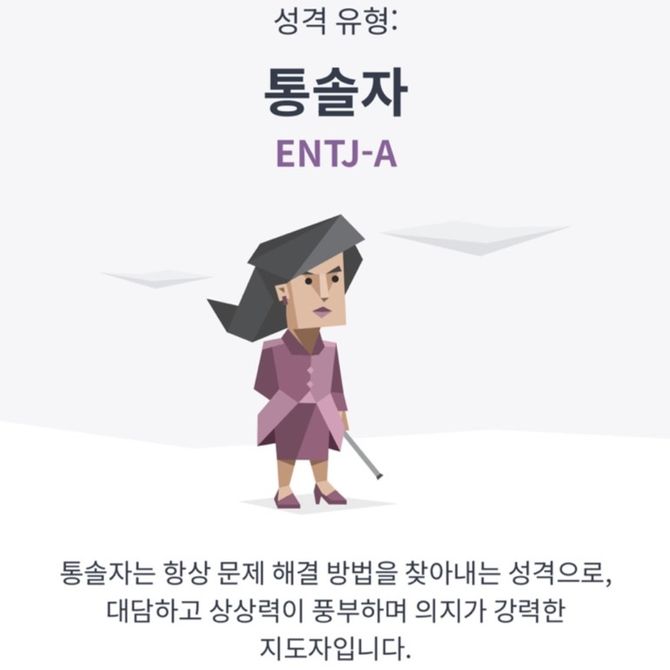 성격 유형:
통솔자
ENTJ-A
통솔자는 항상 문제 해결 방법을 찾아내는 성격으로,
대담하고 상상력이 풍부하며 의지가 강력한
지도자입니다.